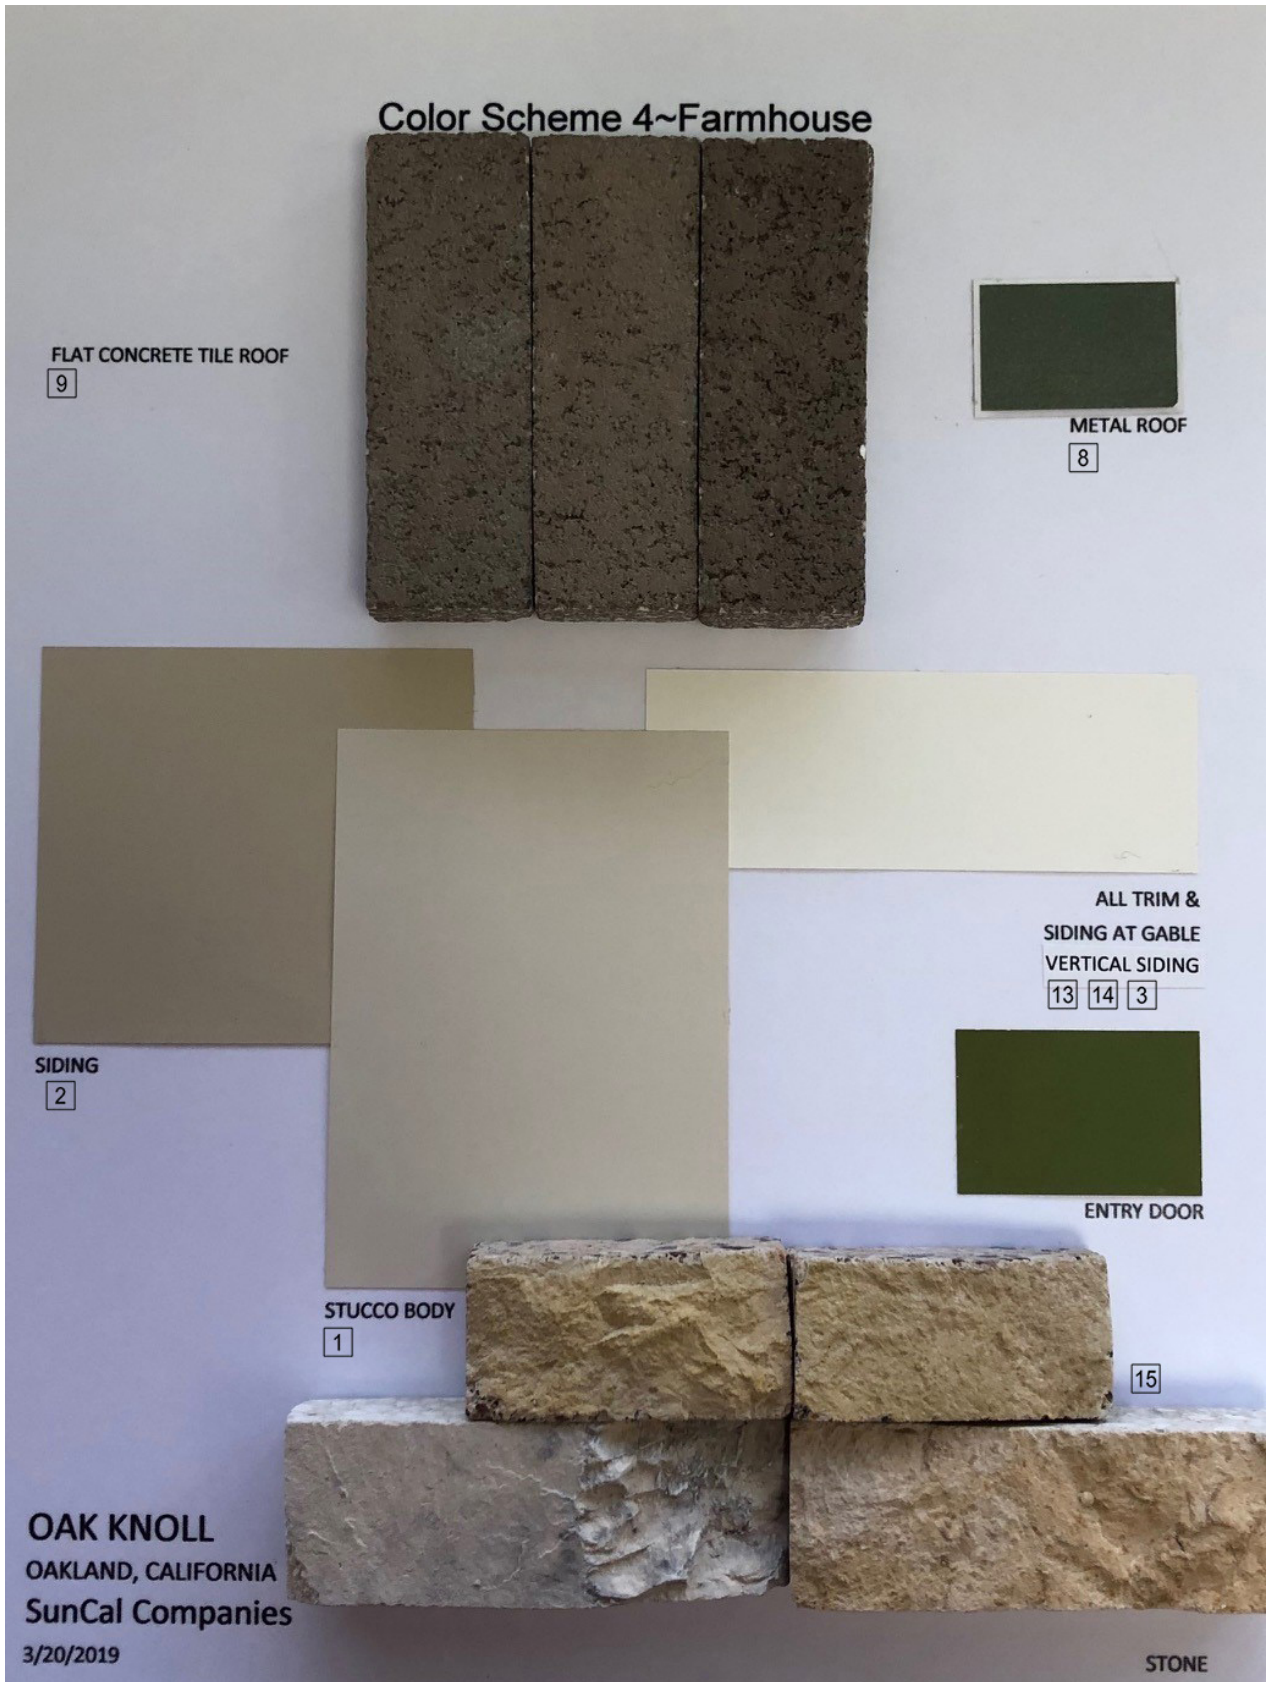 Color Scheme 4~Farmhouse
FLAT CONCRETE TILE ROOF
9
METAL ROOF
8
ALL TRIM &
SIDING AT GABLE
VERTICAL SIDING
13 14 3
SIDING
2
ENTRY DOOR
STUCCO BODY
1
15
OAK KNOLL
OAKLAND, CALIFORNIA
SunCal Companies
3/20/2019
STONE